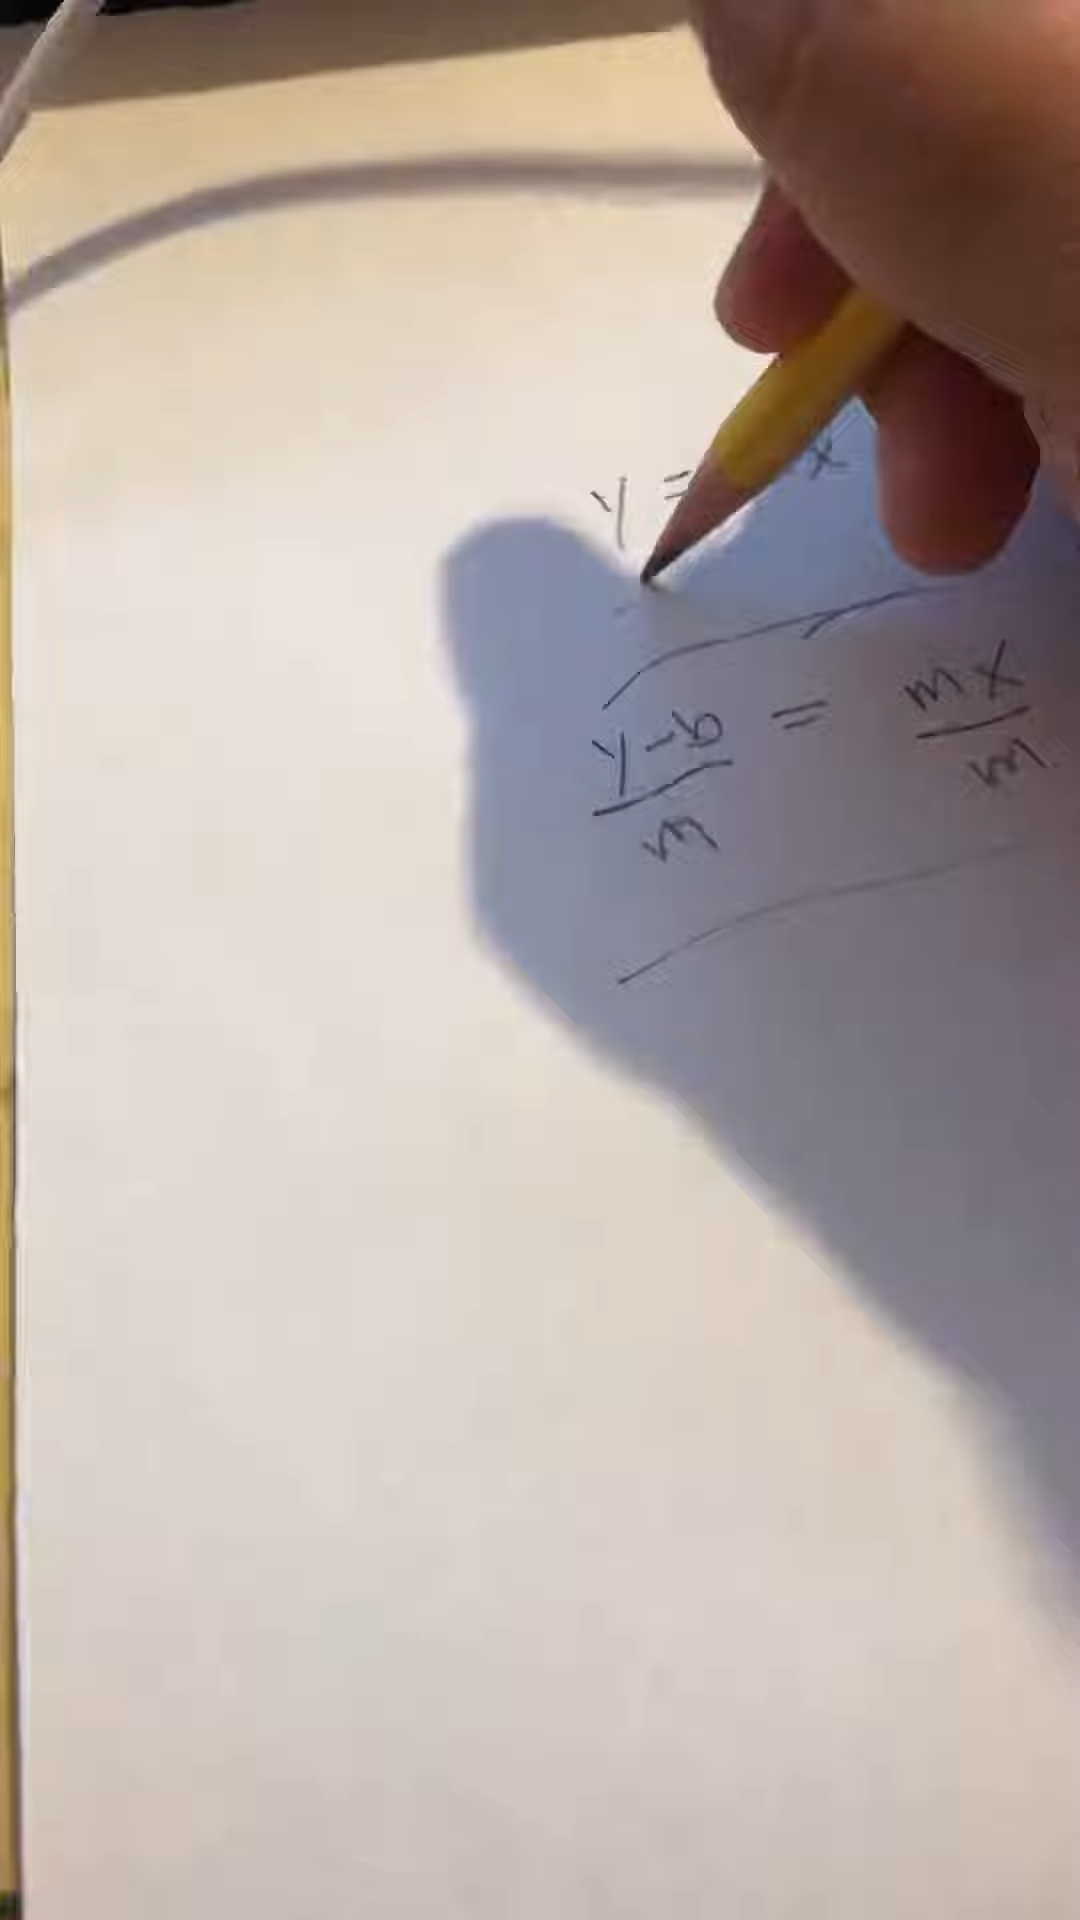 y = x
y-b = mx
m m